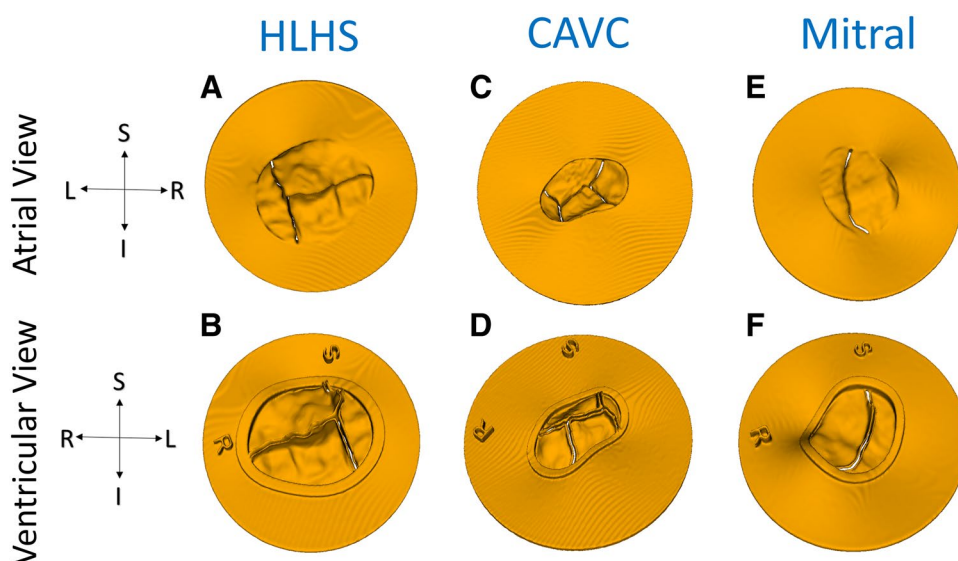 HLHS CAVC Mitral
A C E
Atrial View
S
L R
I
B D F
Ventricular View
S
R L
I
S S S
R R R